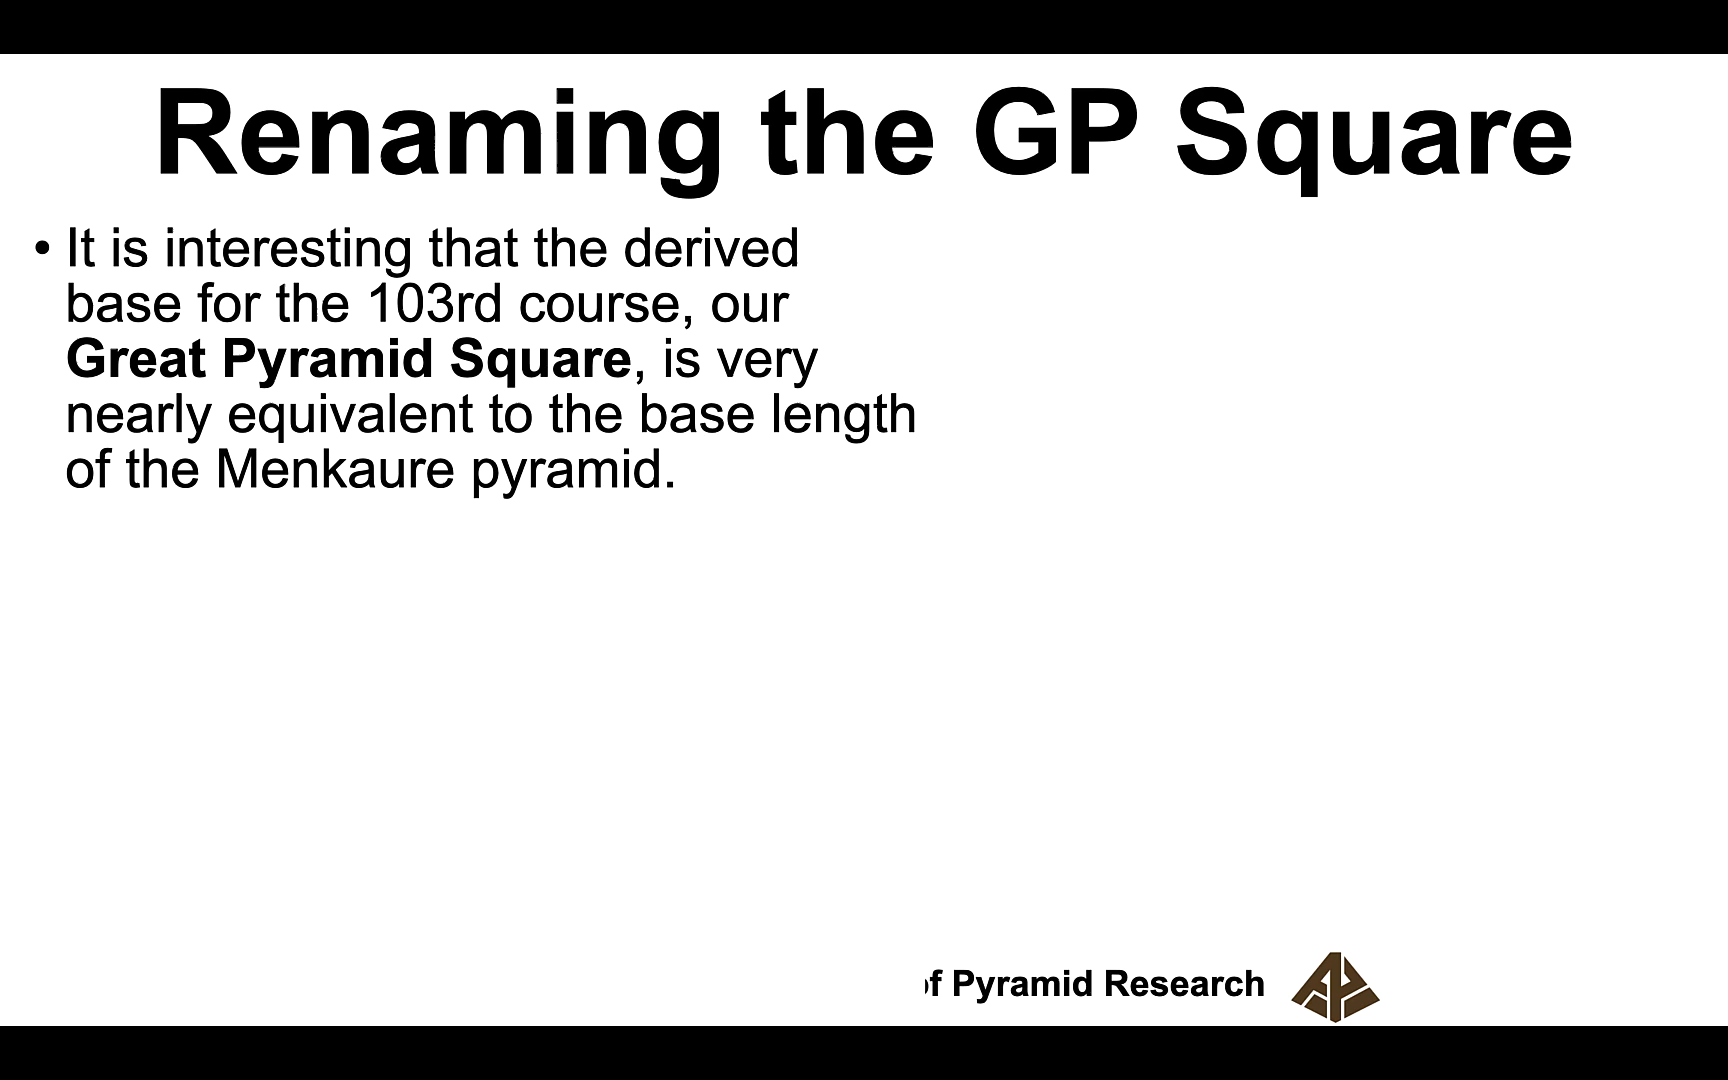 Renaming the GP Square
• It is interesting that the derived
base for the 103rd course, our
Great Pyramid Square, is very
nearly equivalent to the base length
of the Menkaure pyramid.
of Pyramid Research